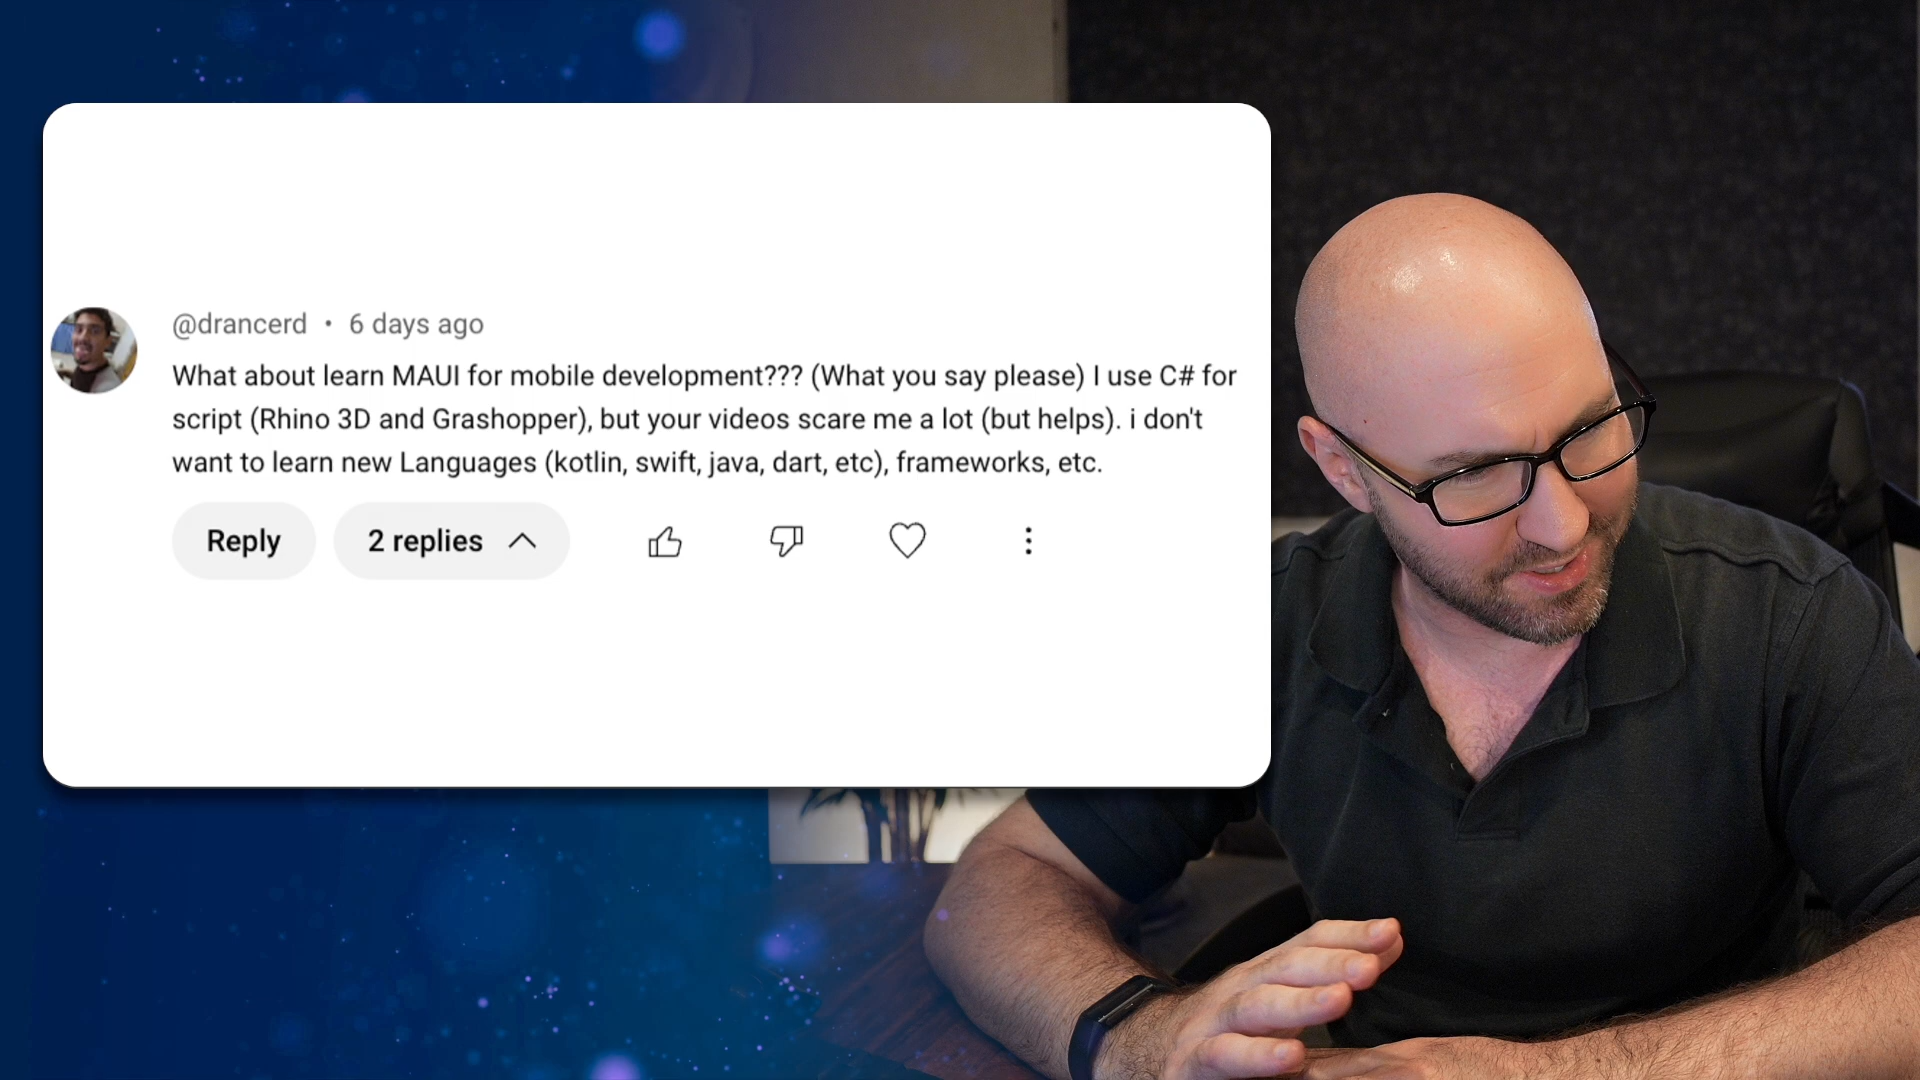 @drancerd • 6 days ago
What about learn MAUI for mobile development??? (What you say please) I use C# for
script (Rhino 3D and Grashopper), but your videos scare me a lot (but helps). i don't
want to learn new Languages (kotlin, swift, java, dart, etc), frameworks, etc.
Reply 2 replies